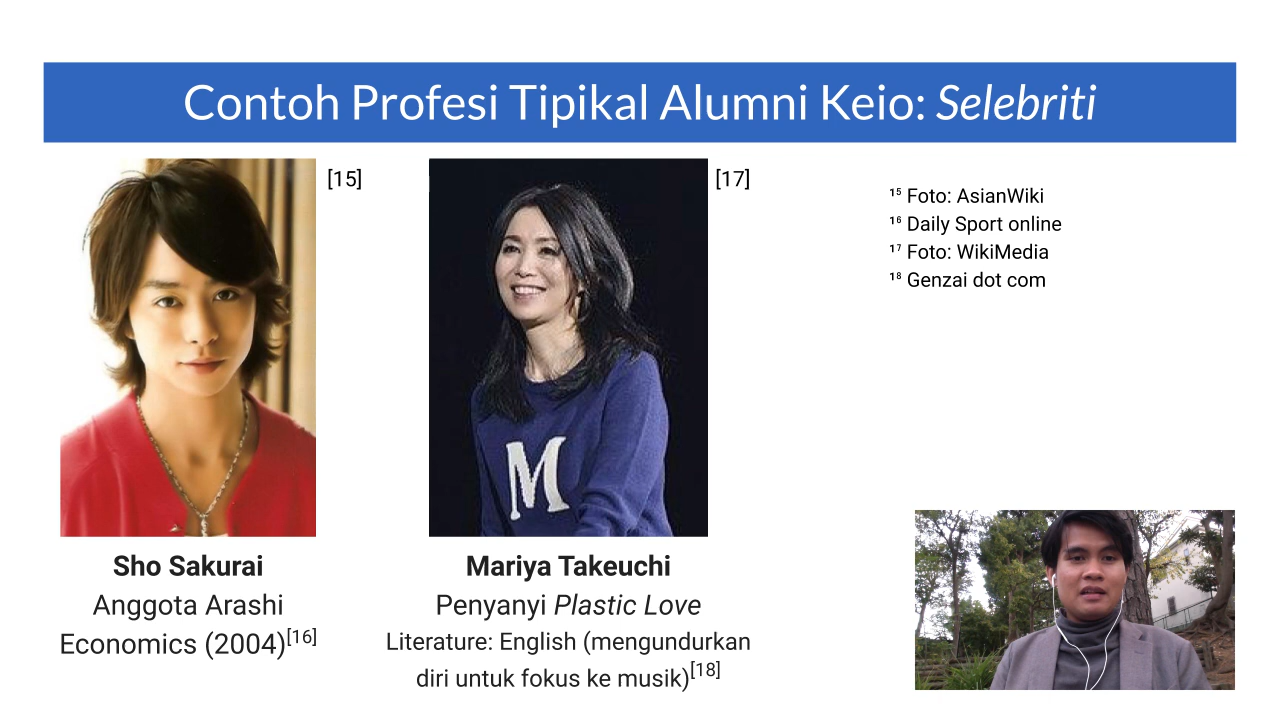 Contoh Profesi Tipikal Alumni Keio: Selebriti
[15]
[17]
¹⁵ Foto: AsianWiki
¹⁶ Daily Sport online
¹⁷ Foto: WikiMedia
¹⁸ Genzai dot com
M
Sho Sakurai
Anggota Arashi
Economics (2004)[16]
Mariya Takeuchi
Penyanyi Plastic Love
Literature: English (mengundurkan
diri untuk fokus ke musik)[18]